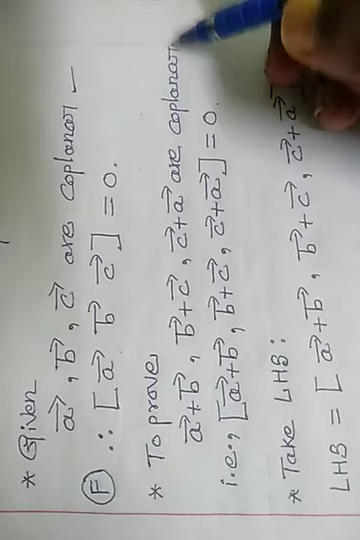 * Given
a⃗, b⃗, c⃗ are coplanar –
(F) ∴ [a⃗ b⃗ c⃗] = 0.
* To prove
a⃗+b⃗, b⃗+c⃗, c⃗+a⃗ are coplanar
i.e., [a⃗+b⃗, b⃗+c⃗, c⃗+a⃗] = 0.
* Take LHS:
LHS = [a⃗+b⃗, b⃗+c⃗, c⃗+a⃗